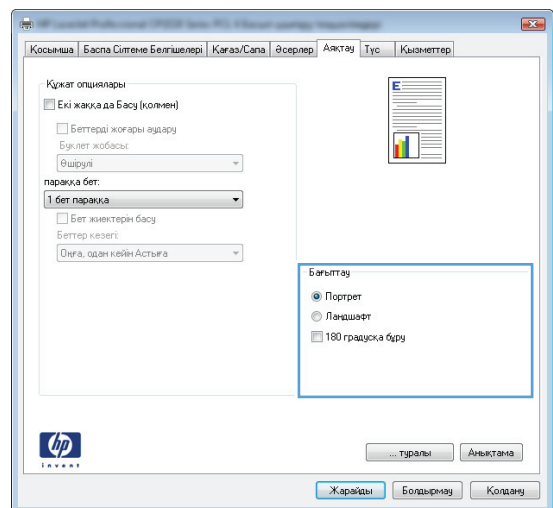 Қосымша Баспа Сілтеме Белгішелері Қағаз/Сапа Әсерлер Аяқтау Түс Қызметтер
Құжат опциялары
Екі жаққа да Басу (қолмен)
Беттерді жоғары аудару
Буклет жобасы:
Өшірулі
параққа бет:
1 бет параққа
Бет жиектерін басу
Беттер кезегі:
Оңға, одан кейін Астыға
E
Бағыттау
Портрет
Ландшафт
180 градусқа бұру
hp
invent
... туралы Анықтама
Жарайды Болдырмау Қолдану